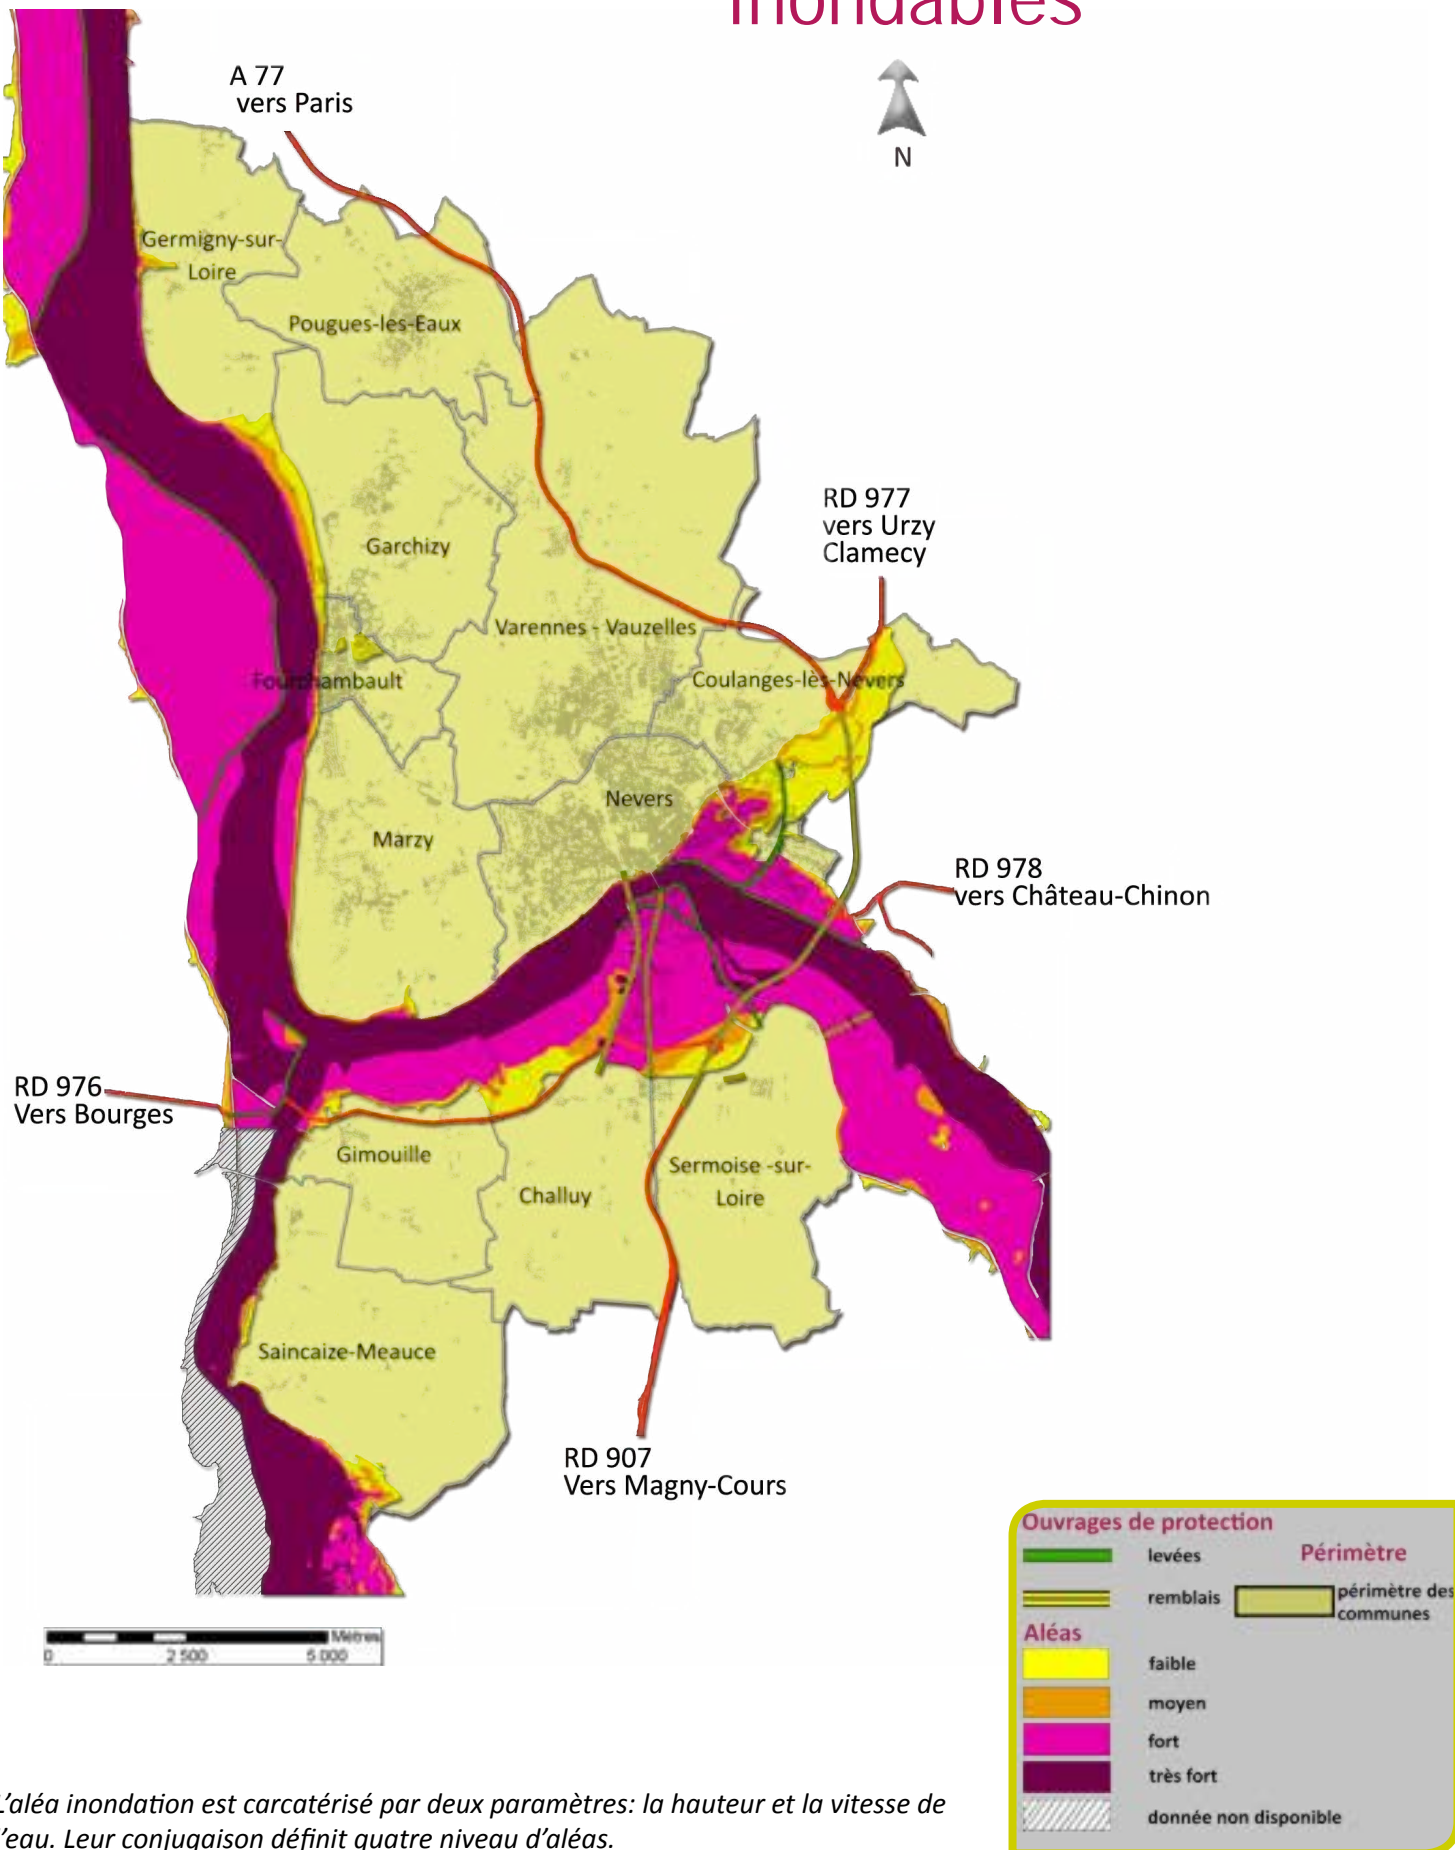 inondables
A 77
vers Paris
N
Germigny-sur-
Loire
Pougues-les-Eaux
RD 977
vers Urzy
Clamecy
Garchizy
Varennes - Vauzelles
Fourchambault
Coulanges-lès-Nevers
Nevers
Marzy
RD 978
vers Château-Chinon
RD 976
Vers Bourges
Gimouille
Challuy
Sermoise -sur-
Loire
Saincaize-Meauce
RD 907
Vers Magny-Cours
Mètres
0 2 500 5 000
Ouvrages de protection
levées
Périmètre
remblais
périmètre des
communes
Aléas
faible
moyen
fort
très fort
donnée non disponible
L’aléa inondation est carcatérisé par deux paramètres: la hauteur et la vitesse de
l’eau. Leur conjugaison définit quatre niveau d’aléas.